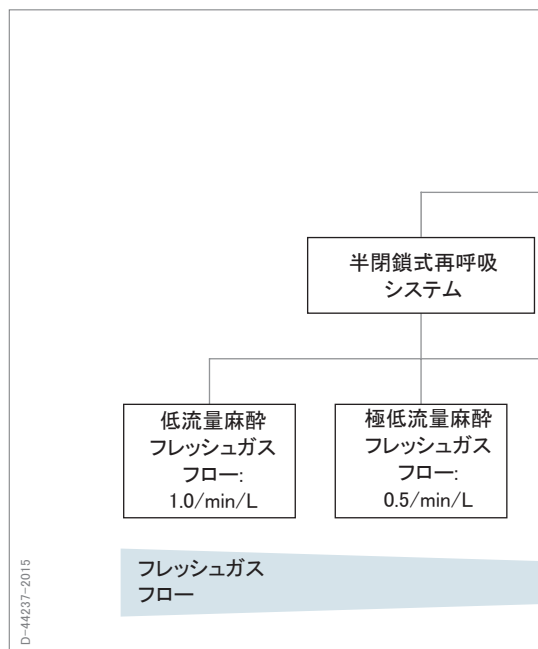 半閉鎖式再呼吸
システム
低流量麻酔
フレッシュガス
フロー:
1.0/min/L
極低流量麻酔
フレッシュガス
フロー:
0.5/min/L
フレッシュガス
フロー
D-44237-2015